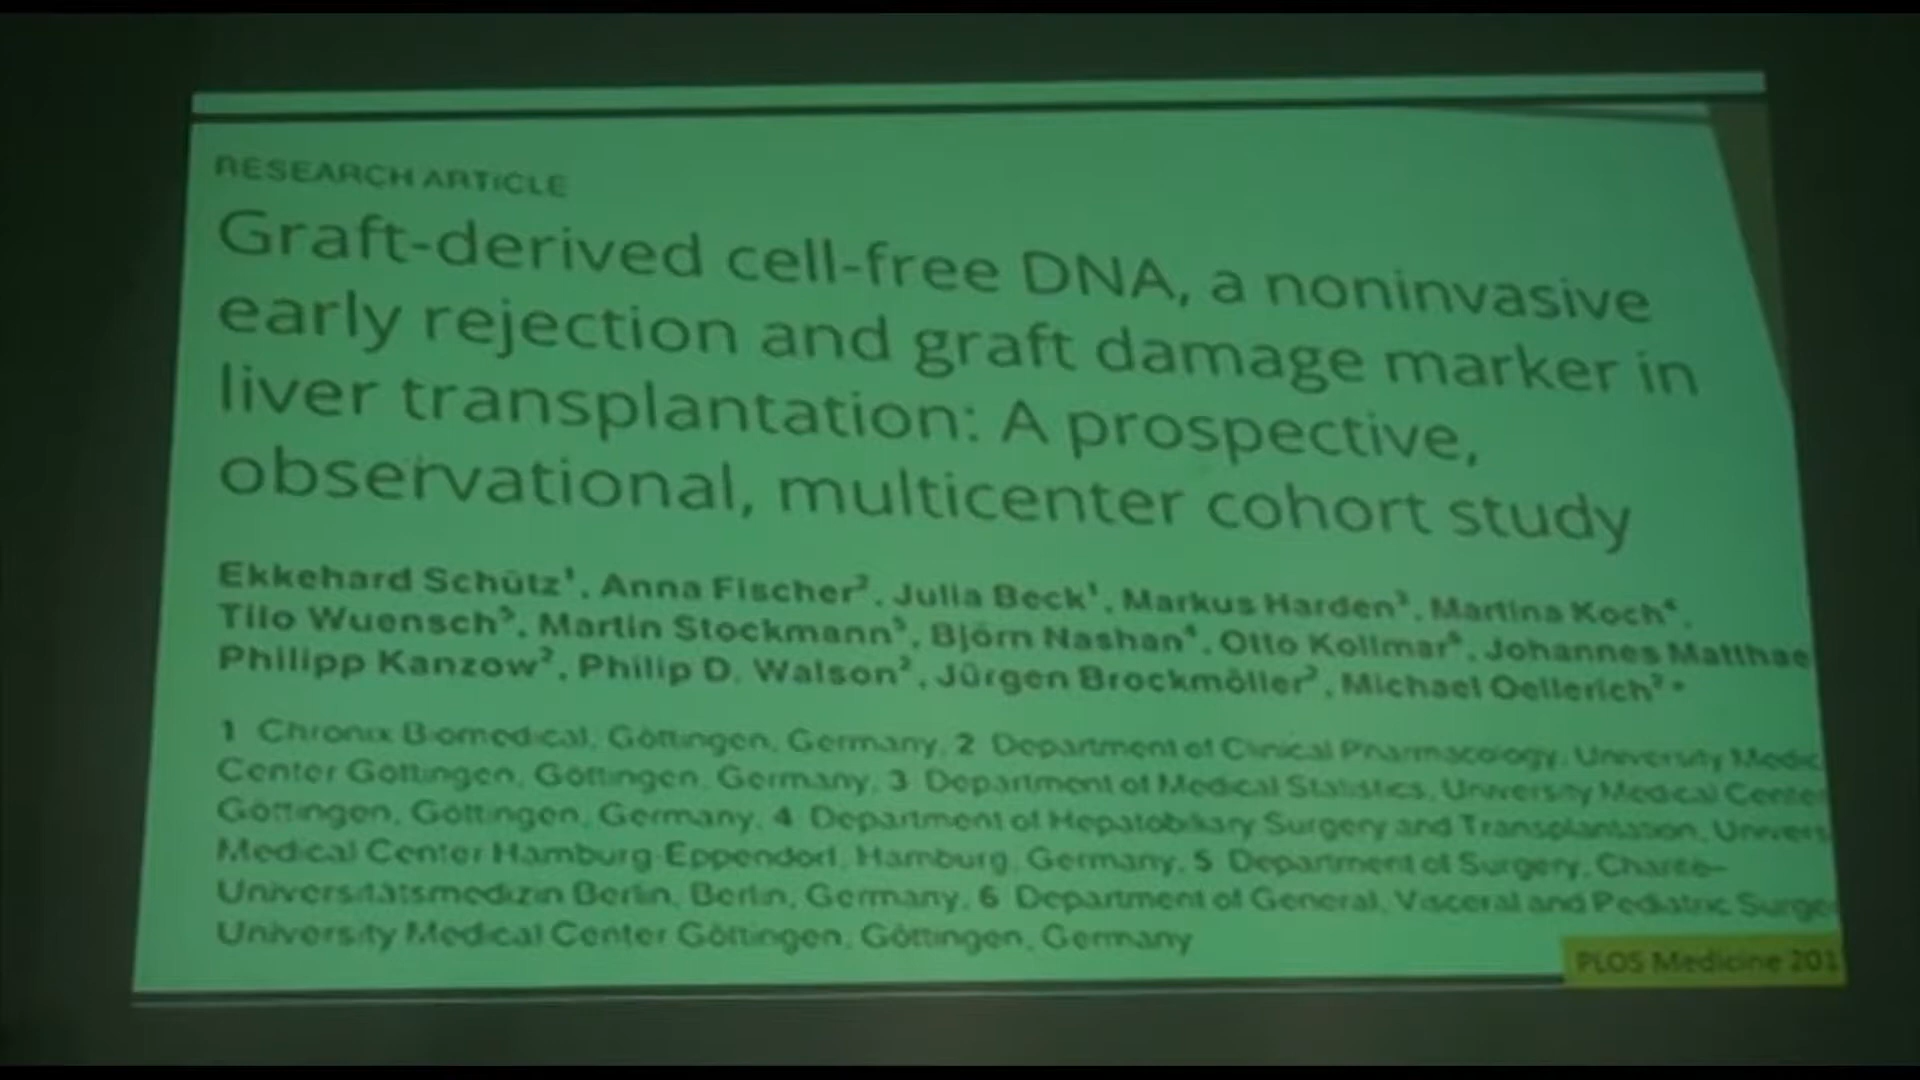 RESEARCH ARTICLE
Graft-derived cell-free DNA, a noninvasive
early rejection and graft damage marker in
liver transplantation: A prospective,
observational, multicenter cohort study
Ekkehard Schütz¹, Anna Fischer², Julia Beck¹, Markus Harden³, Martina Koch⁴,
Tilo Wuensch⁵, Martin Stockmann⁵, Björn Nashan⁴, Otto Kollmar⁶, Johannes Matthae
Philipp Kanzow², Philip D. Walson², Jürgen Brockmöller², Michael Oellerich²*
1 Chronix Biomedical, Göttingen, Germany, 2 Department of Clinical Pharmacology, University Medic
Center Göttingen, Göttingen, Germany, 3 Department of Medical Statistics, University Medical Center
Göttingen, Göttingen, Germany, 4 Department of Hepatobiliary Surgery and Transplantation, Univers
Medical Center Hamburg-Eppendorf, Hamburg, Germany, 5 Department of Surgery, Charité–
Universitätsmedizin Berlin, Berlin, Germany, 6 Department of General, Visceral and Pediatric Surge
University Medical Center Göttingen, Göttingen, Germany
PLOS Medicine 201